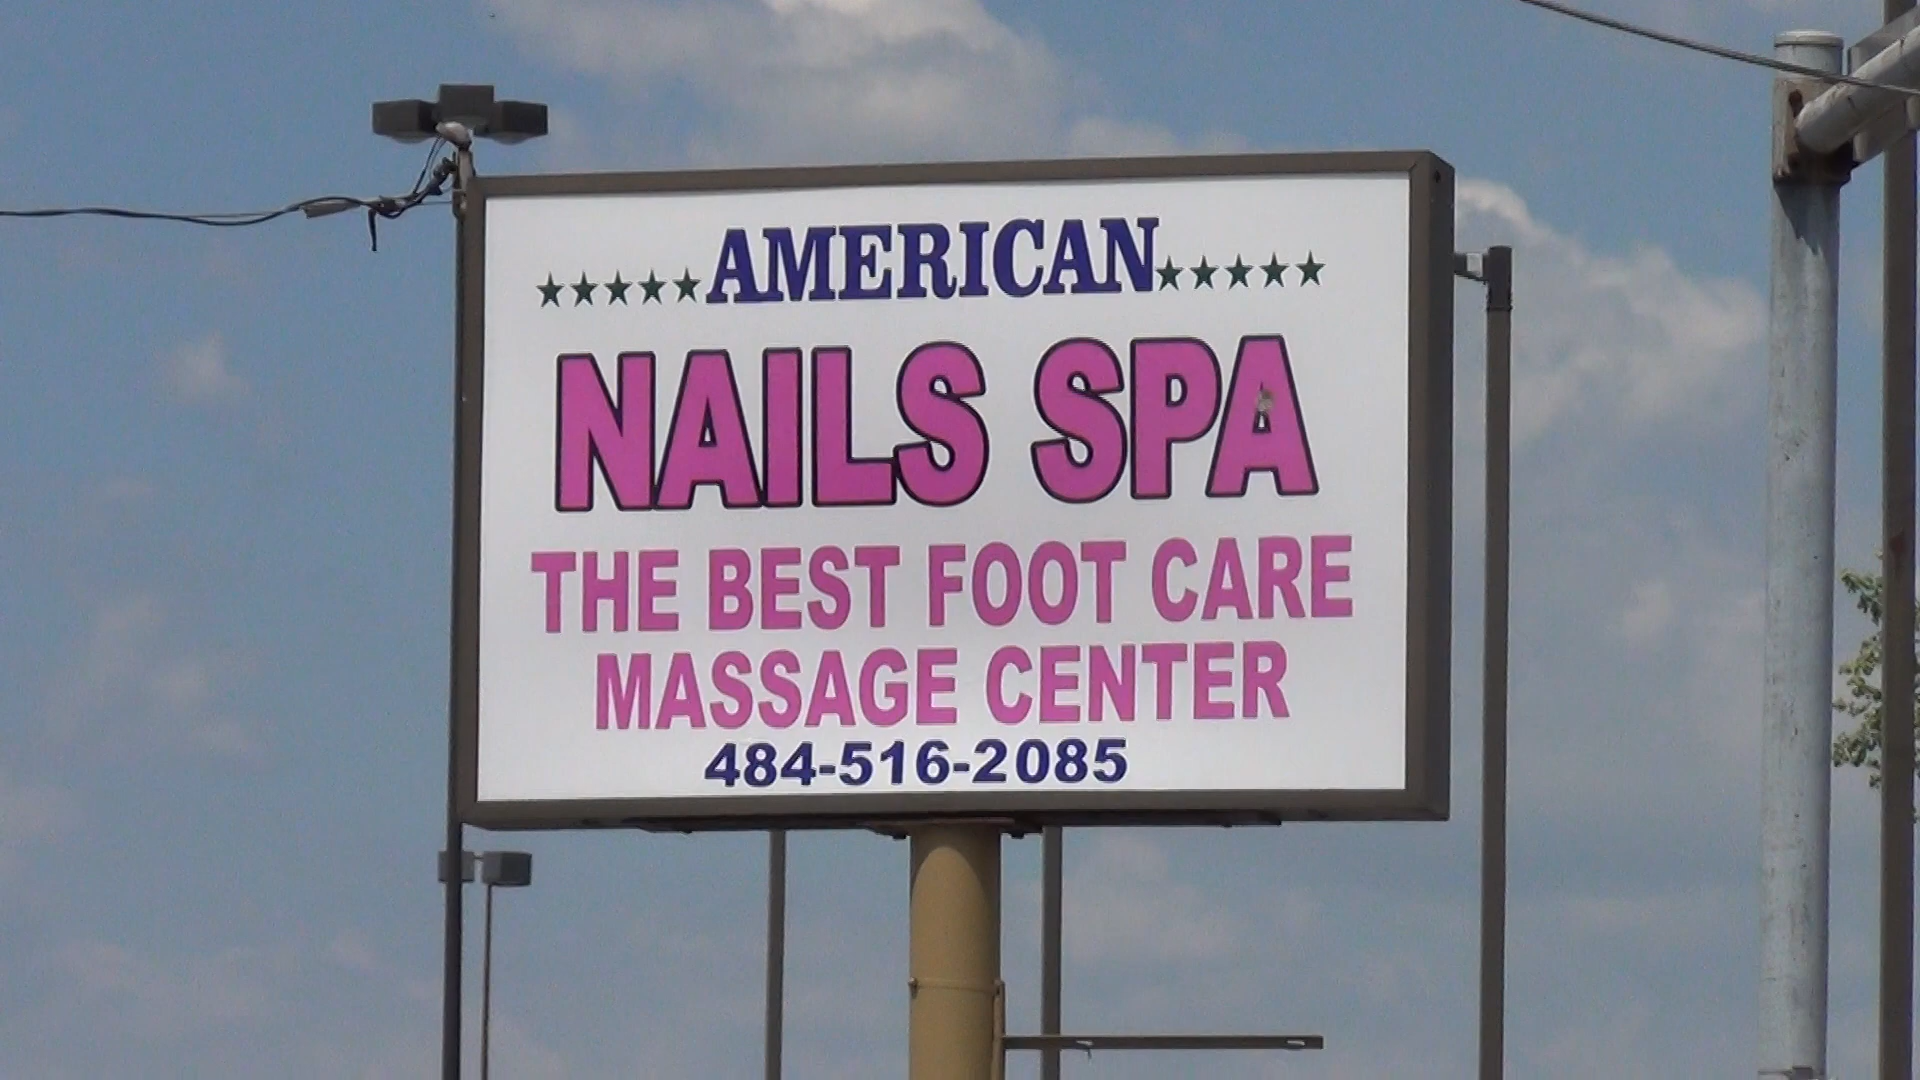 ★★★★★AMERICAN★★★★★
NAILS SPA
THE BEST FOOT CARE
MASSAGE CENTER
484-516-2085